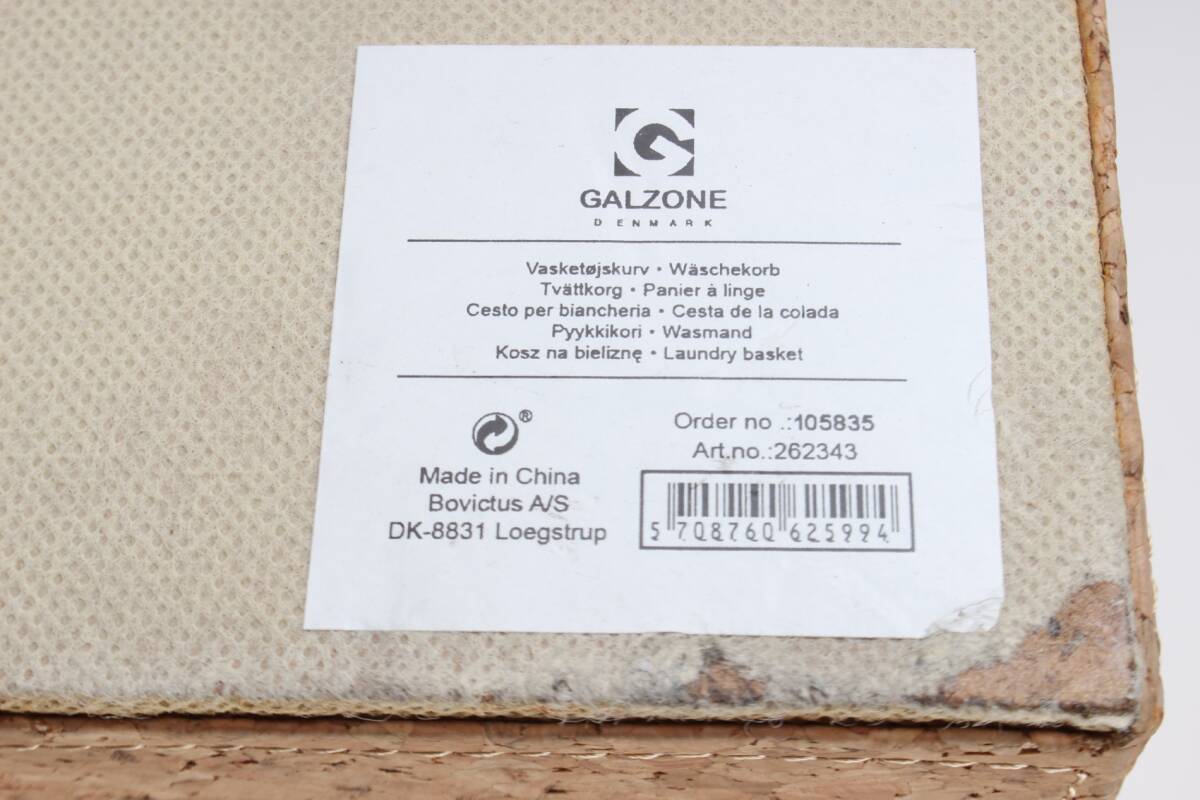 GALZONE
DENMARK
Vasketøjskurv • Wäschekorb
Tvättkorg • Panier à linge
Cesto per biancheria • Cesta de la colada
Pyykkikori • Wasmand
Kosz na bieliznę • Laundry basket
®
Made in China
Bovictus A/S
DK-8831 Loegstrup
Order no .:105835
Art.no.:262343
5 708760 625994